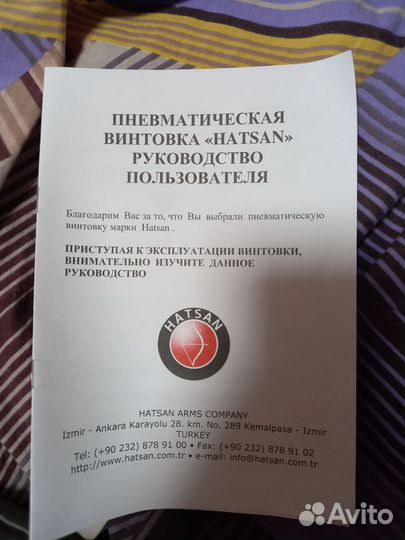 ПНЕВМАТИЧЕСКАЯ
ВИНТОВКА «HATSAN»
РУКОВОДСТВО
ПОЛЬЗОВАТЕЛЯ
Благодарим Вас за то, что Вы выбрали пневматическую
винтовку марки Hatsan .
ПРИСТУПАЯ К ЭКСПЛУАТАЦИИ ВИНТОВКИ,
ВНИМАТЕЛЬНО ИЗУЧИТЕ ДАННОЕ
РУКОВОДСТВО
HATSAN
HATSAN ARMS COMPANY
Izmir - Ankara Karayolu 28. km. No. 289 Kemalpasa - Izmir
TURKEY
Tel: (+90 232) 878 91 00 • Fax: (+90 232) 878 91 02
http://www.hatsan.com.tr • e-mail: info@hatsan.com.tr
Avito